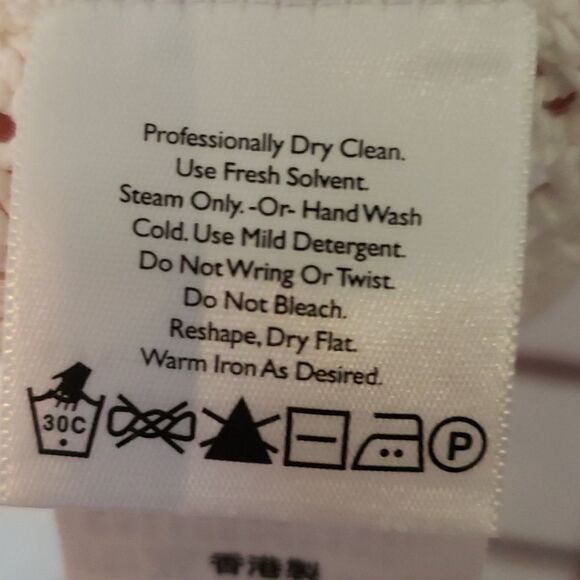 Professionally Dry Clean.
Use Fresh Solvent.
Steam Only. -Or- Hand Wash
Cold. Use Mild Detergent.
Do Not Wring Or Twist.
Do Not Bleach.
Reshape, Dry Flat.
Warm Iron As Desired.
30C P
香港製